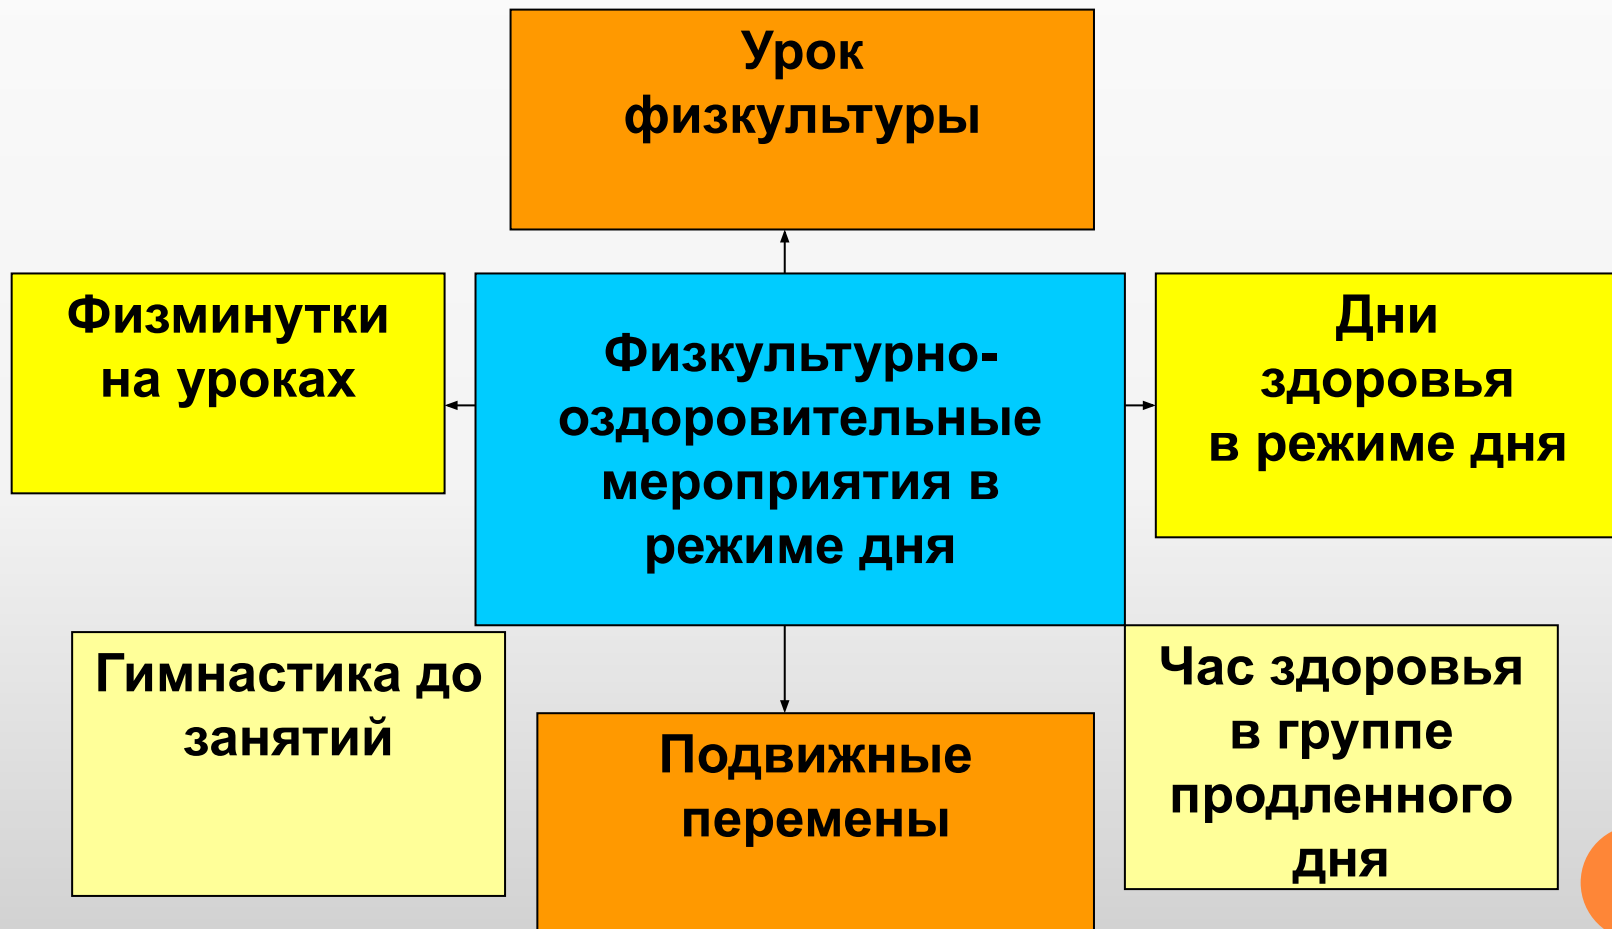 Урок
физкультуры
Физминутки
на уроках
Физкультурно-
оздоровительные
мероприятия в
режиме дня
Дни
здоровья
в режиме дня
Гимнастика до
занятий
Подвижные
перемены
Час здоровья
в группе
продленного
дня